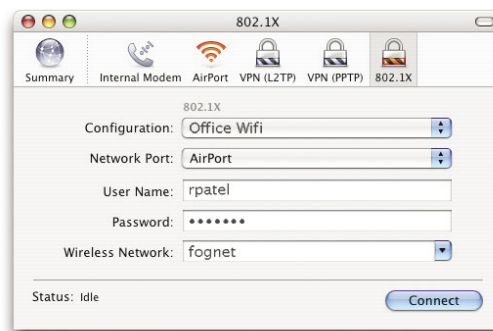 802.1X
Summary Internal Modem AirPort VPN (L2TP) VPN (PPTP) 802.1X
802.1X
Configuration: Office Wifi
Network Port: AirPort
User Name: rpatel
Password: •••••••
Wireless Network: fognet
Status: Idle Connect